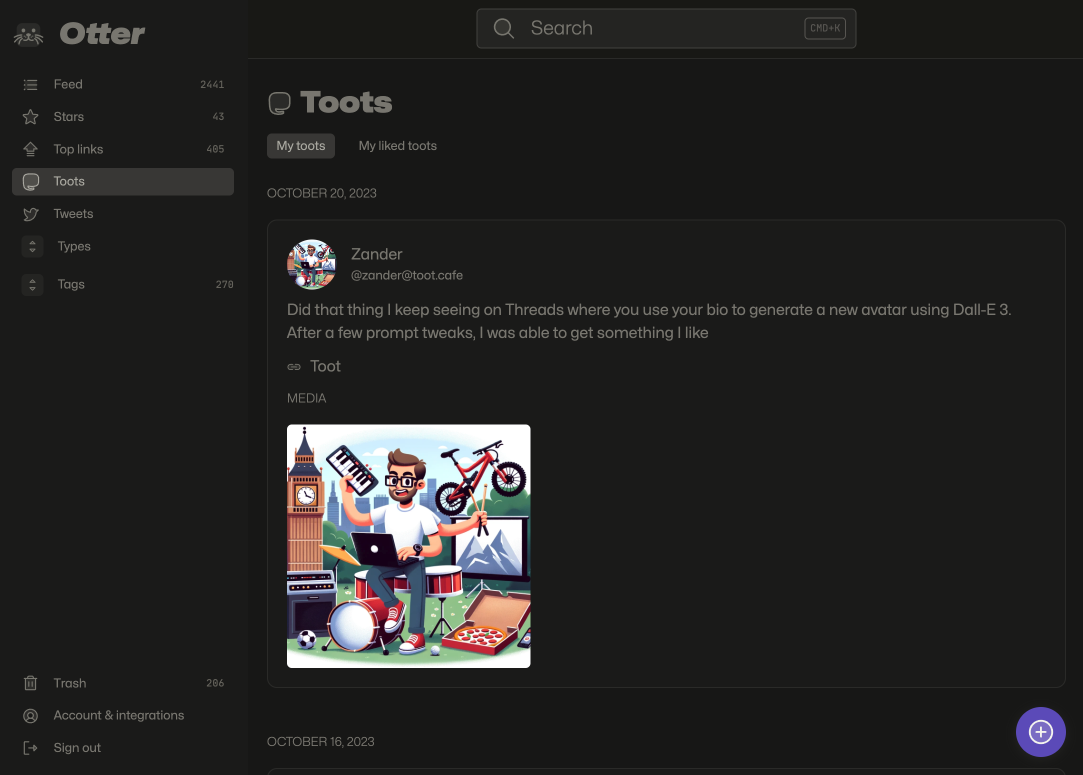 Otter
Search
CMD+K
Feed 2441
Stars 43
Top links 405
Toots
Tweets
Types
Tags 270
Trash 206
Account & integrations
Sign out
Toots
My toots My liked toots
OCTOBER 20, 2023
Zander
@zander@toot.cafe
Did that thing I keep seeing on Threads where you use your bio to generate a new avatar using Dall-E 3.
After a few prompt tweaks, I was able to get something I like
Toot
MEDIA
OCTOBER 16, 2023